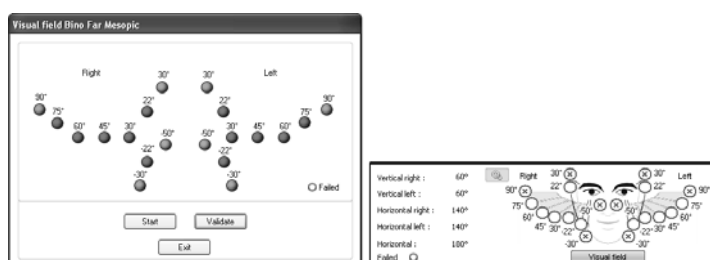 Visual field Bino Far Mesopic
Right 30° 30° Left
90° 75° 22° 22° 75° 90°
60° 45° 30° -50° -50° 30° 45° 60°
-22° -22°
-30° -30°
Failed
Start Validate
Exit
Vertical right : 60°
Vertical left : 60°
Horizontal right : 140°
Horizontal left : 140°
Horizontal : 100°
Failed
Right 30° 30° Left
90° 22° 22° 90°
75° -50° -50° 75°
60° 45° 30° -22° -22° 30° 45° 60°
-30° -30°
Visual field